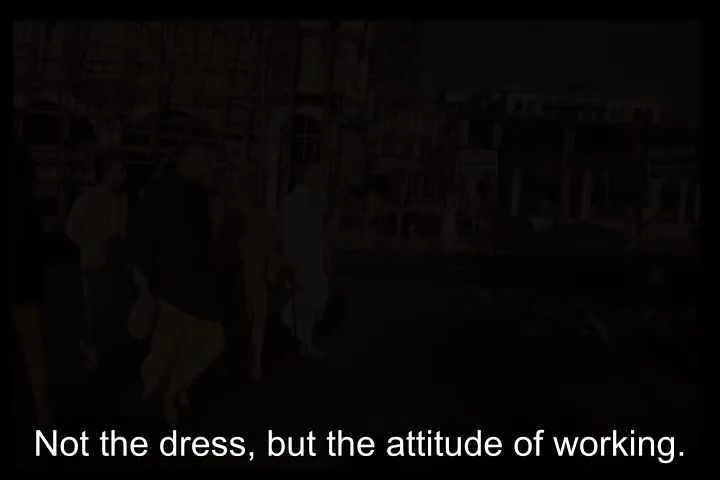 Not the dress, but the attitude of working.